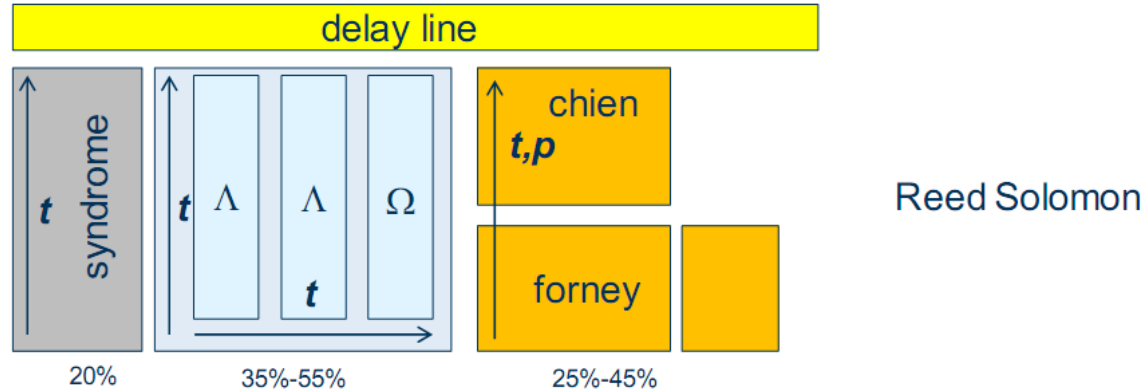 delay line
t
syndrome
t
Λ
Λ
Ω
t
chien
t,p
forney
Reed Solomon
20%
35%-55%
25%-45%